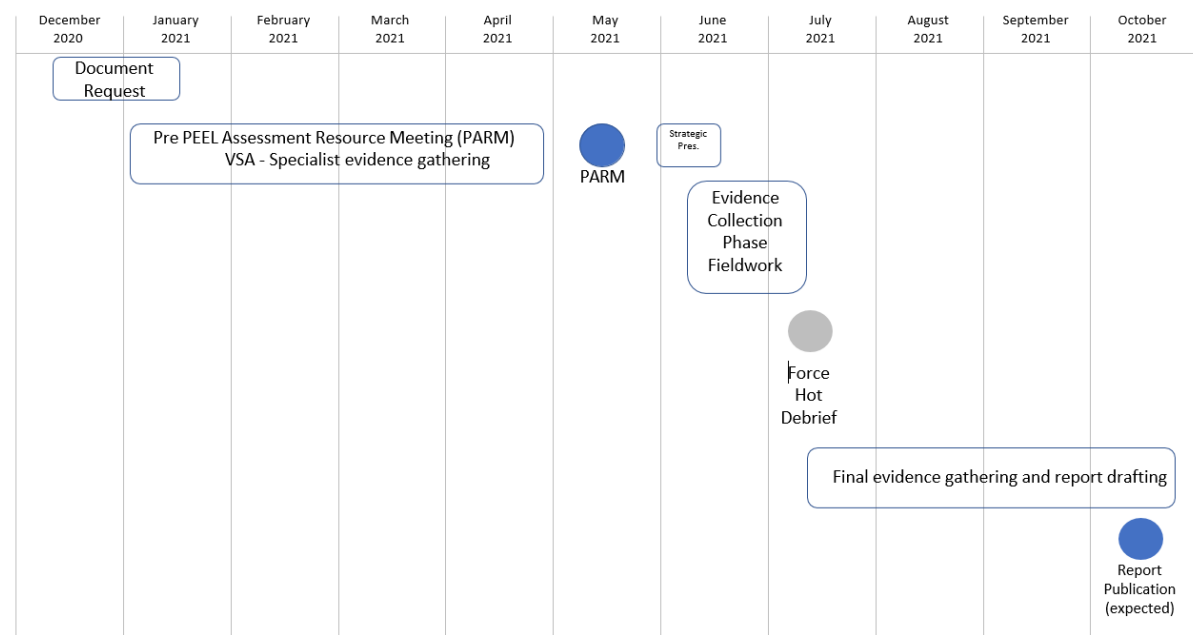 December
2020
January
2021
February
2021
March
2021
April
2021
May
2021
June
2021
July
2021
August
2021
September
2021
October
2021
Document
Request
Pre PEEL Assessment Resource Meeting (PARM)
VSA - Specialist evidence gathering
PARM
Strategic
Pres.
Evidence
Collection
Phase
Fieldwork
Force
Hot
Debrief
Final evidence gathering and report drafting
Report
Publication
(expected)